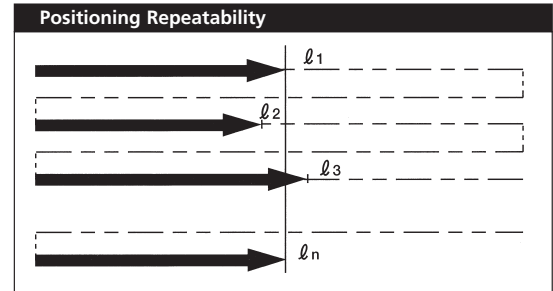 Positioning Repeatability
ℓ1
ℓ2
ℓ3
ℓn